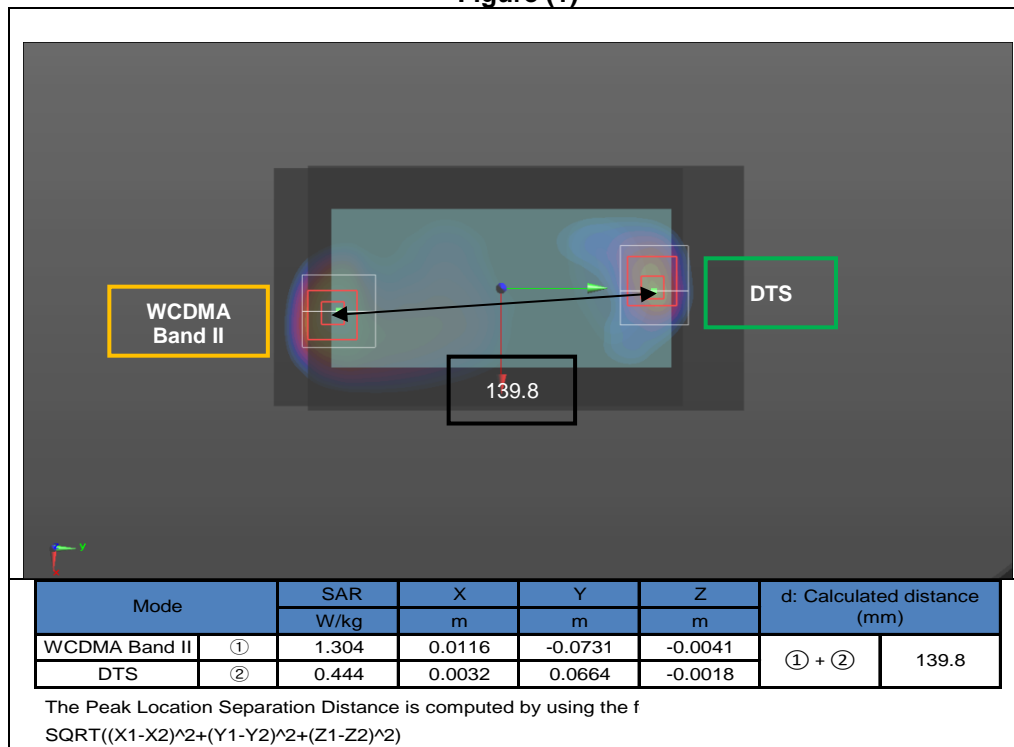 WCDMA
Band II
DTS
139.8
y
Mode SAR X Y Z d: Calculated distance
(mm)
W/kg m m m
WCDMA Band II ① 1.304 0.0116 -0.0731 -0.0041 ① + ② 139.8
DTS ② 0.444 0.0032 0.0664 -0.0018
The Peak Location Separation Distance is computed by using the f
SQRT((X1-X2)^2+(Y1-Y2)^2+(Z1-Z2)^2)